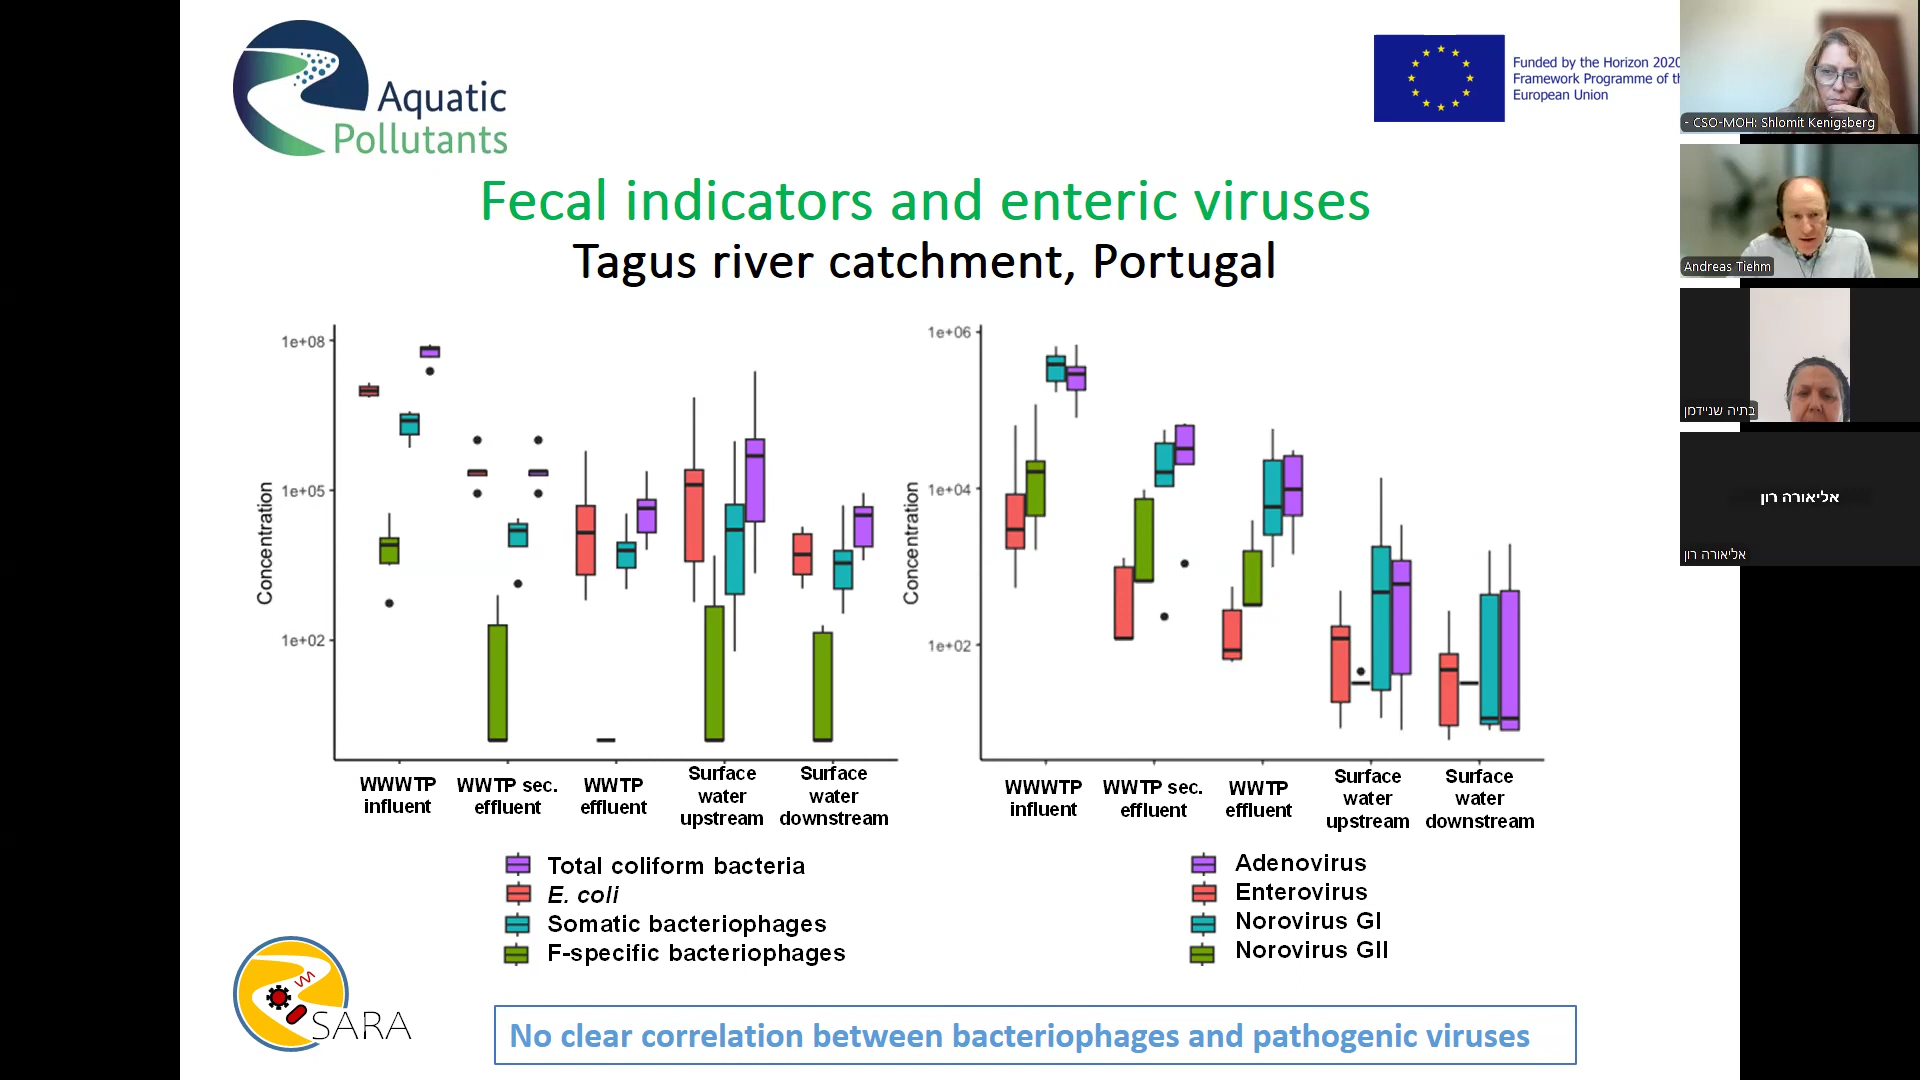 Aquatic
Pollutants
Funded by the Horizon 2020
Framework Programme of th
European Union
Fecal indicators and enteric viruses
Tagus river catchment, Portugal
Concentration
1e+08
1e+05
1e+02
WWWTP
influent
WWTP sec.
effluent
WWTP
effluent
Surface
water
upstream
Surface
water
downstream
Total coliform bacteria
E. coli
Somatic bacteriophages
F-specific bacteriophages
Concentration
1e+06
1e+04
1e+02
WWWTP
influent
WWTP sec.
effluent
WWTP
effluent
Surface
water
upstream
Surface
water
downstream
Adenovirus
Enterovirus
Norovirus GI
Norovirus GII
SARA
No clear correlation between bacteriophages and pathogenic viruses
- CSO-MOH: Shlomit Kenigsberg
Andreas Tiehm
בתיה שניידמן
אליאורה רון
אליאורה רון